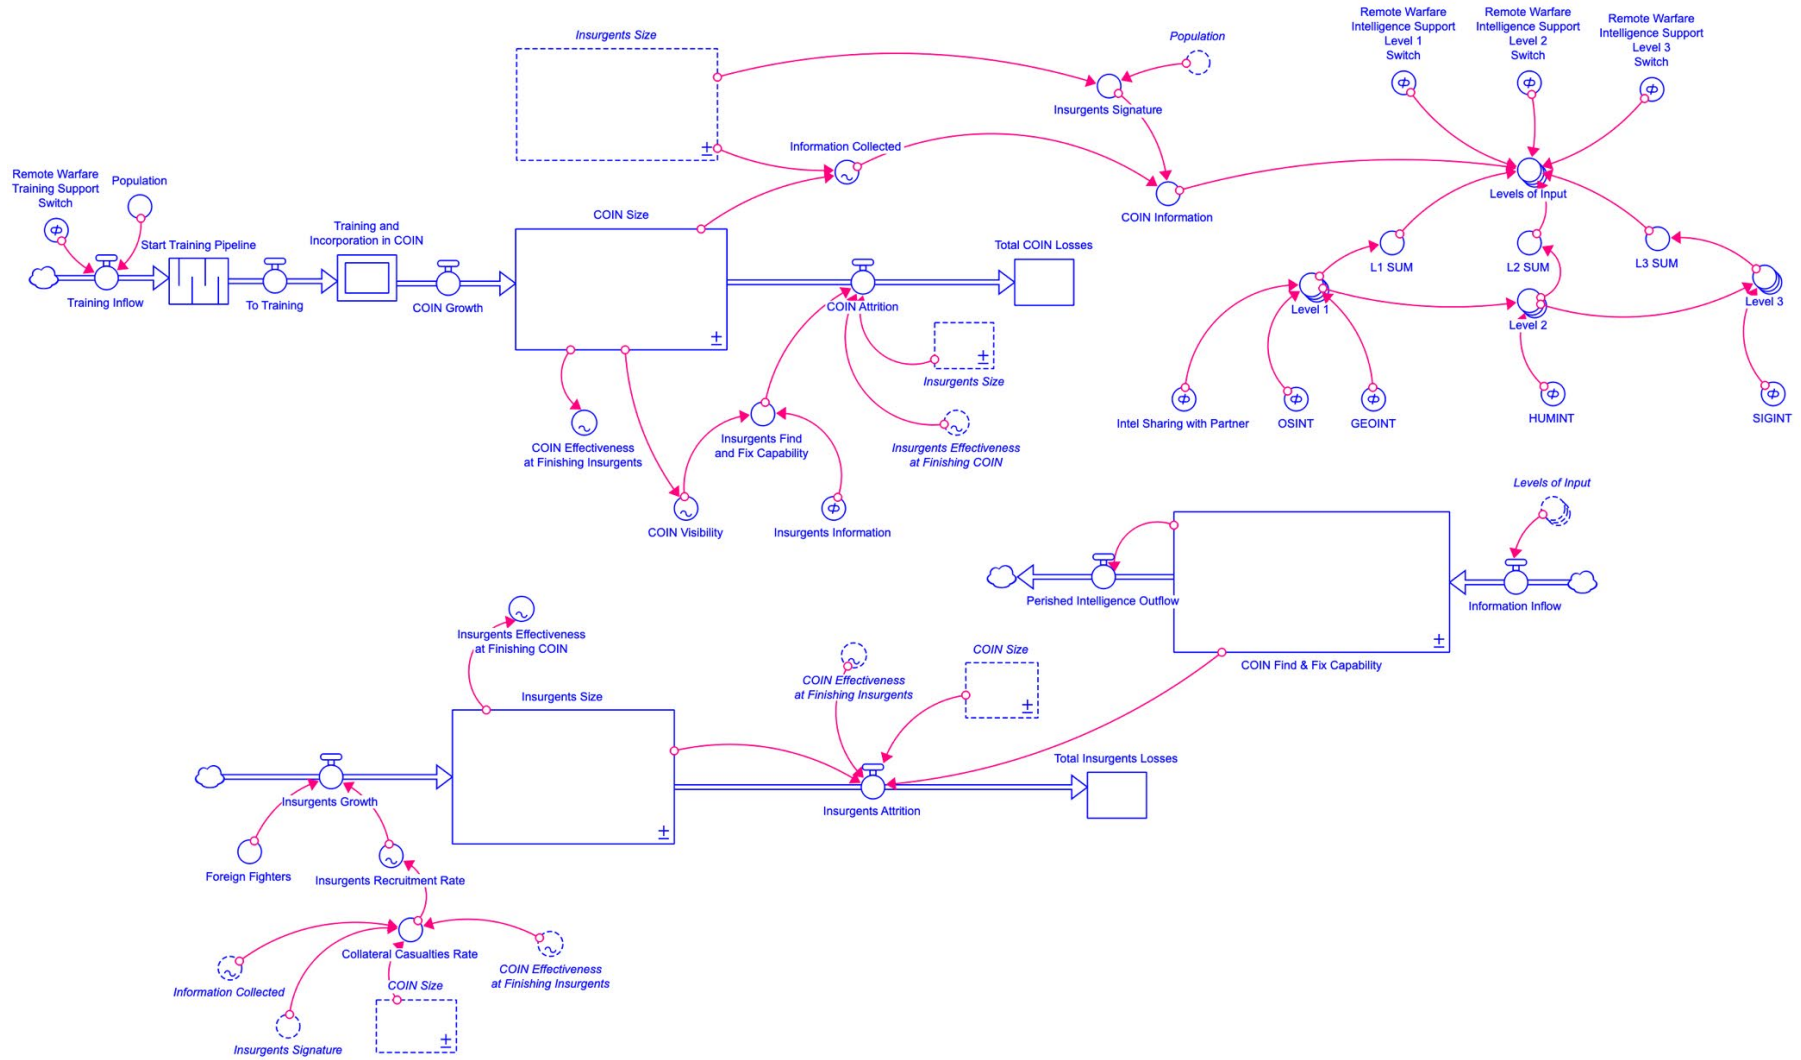 Insurgents Size
Population
Remote Warfare
Intelligence Support
Level 1
Switch
Remote Warfare
Intelligence Support
Level 2
Switch
Remote Warfare
Intelligence Support
Level 3
Switch
Insurgents Signature
Information Collected
Remote Warfare
Training Support
Switch
Population
Levels of Input
COIN Information
COIN Size
Training and
Incorporation in COIN
Start Training Pipeline
Total COIN Losses
L1 SUM
L2 SUM
L3 SUM
Training Inflow
To Training
COIN Growth
COIN Attrition
Level 1
Level 2
Level 3
Insurgents Size
Intel Sharing with Partner
OSINT
GEOINT
HUMINT
SIGINT
COIN Effectiveness
at Finishing Insurgents
Insurgents Find
and Fix Capability
Insurgents Effectiveness
at Finishing COIN
COIN Visibility
Insurgents Information
Levels of Input
Perished Intelligence Outflow
Information Inflow
COIN Find & Fix Capability
Insurgents Effectiveness
at Finishing COIN
COIN Effectiveness
at Finishing Insurgents
COIN Size
Insurgents Size
Total Insurgents Losses
Insurgents Growth
Insurgents Attrition
Foreign Fighters
Insurgents Recruitment Rate
Collateral Casualties Rate
Information Collected
COIN Size
COIN Effectiveness
at Finishing Insurgents
Insurgents Signature